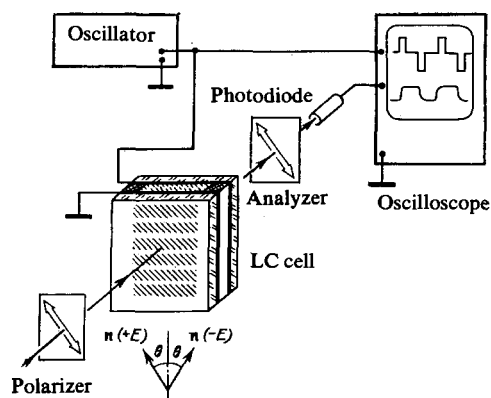 Oscillator
Photodiode
Analyzer
Oscilloscope
LC cell
n (+E) θ θ n (−E)
Polarizer